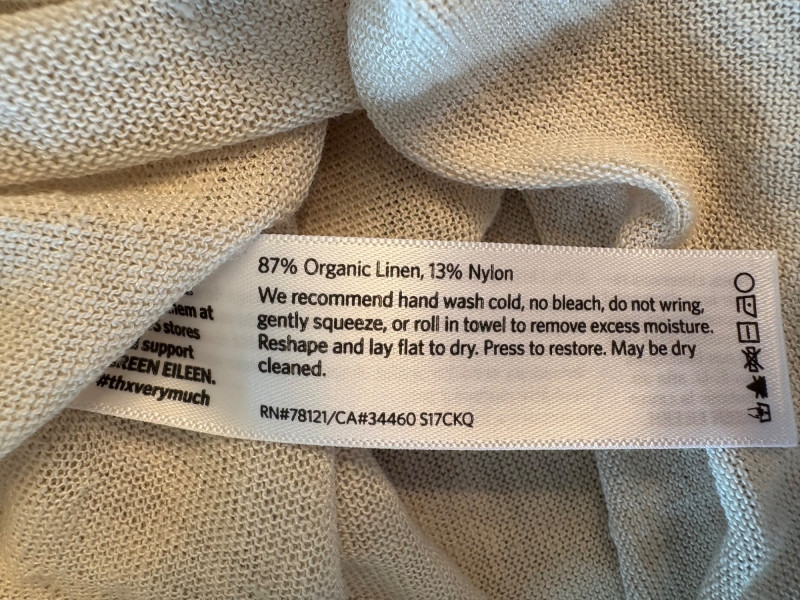 87% Organic Linen, 13% Nylon
We recommend hand wash cold, no bleach, do not wring,
gently squeeze, or roll in towel to remove excess moisture.
Reshape and lay flat to dry. Press to restore. May be dry
cleaned.
RN#78121/CA#34460 S17CKQ
at
stores
support
EILEEN.
#thxverymuch